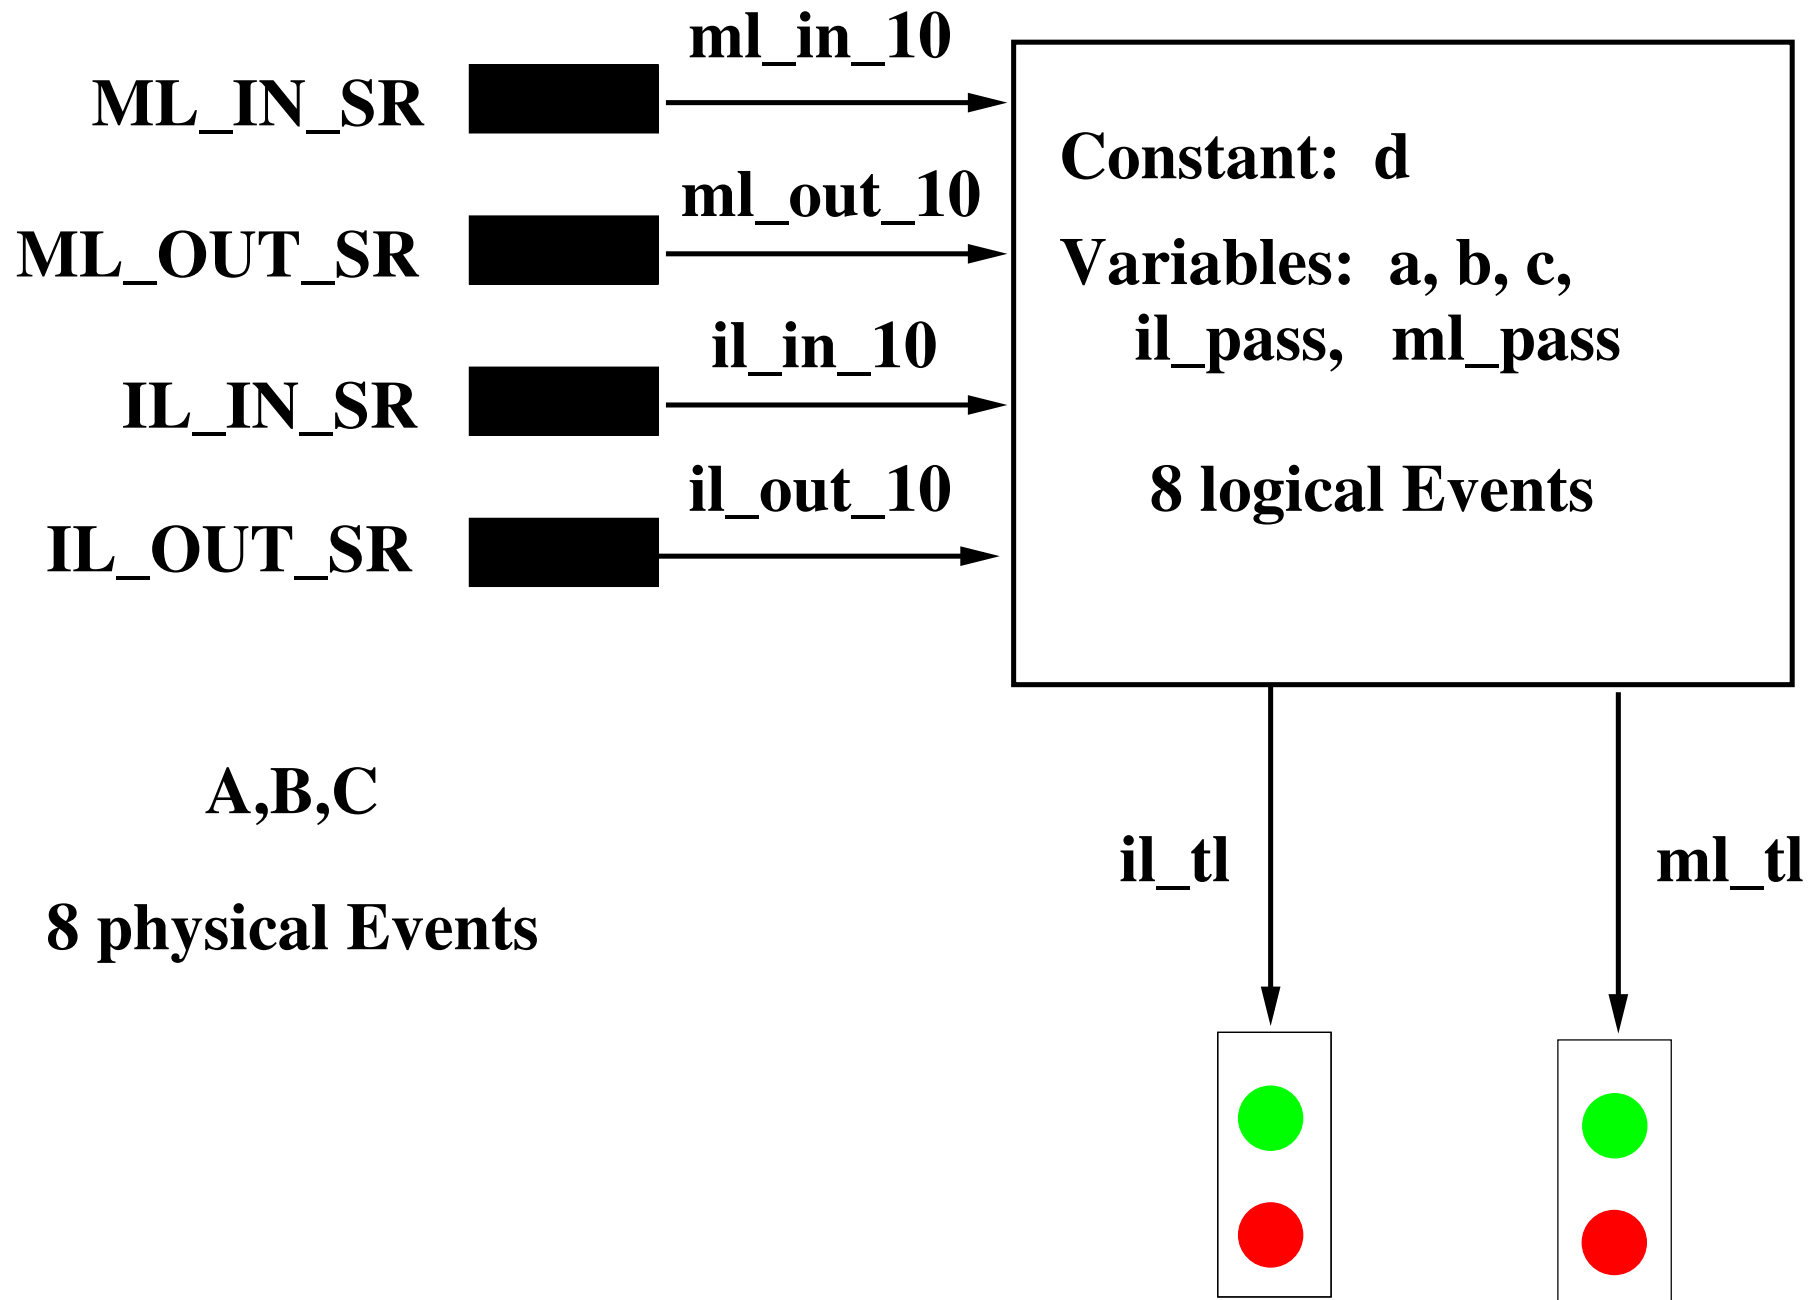 ml_in_10
ML_IN_SR
ml_out_10
ML_OUT_SR
il_in_10
IL_IN_SR
il_out_10
IL_OUT_SR
Constant: d
Variables: a, b, c,
il_pass, ml_pass
8 logical Events
A,B,C
8 physical Events
il_tl
ml_tl